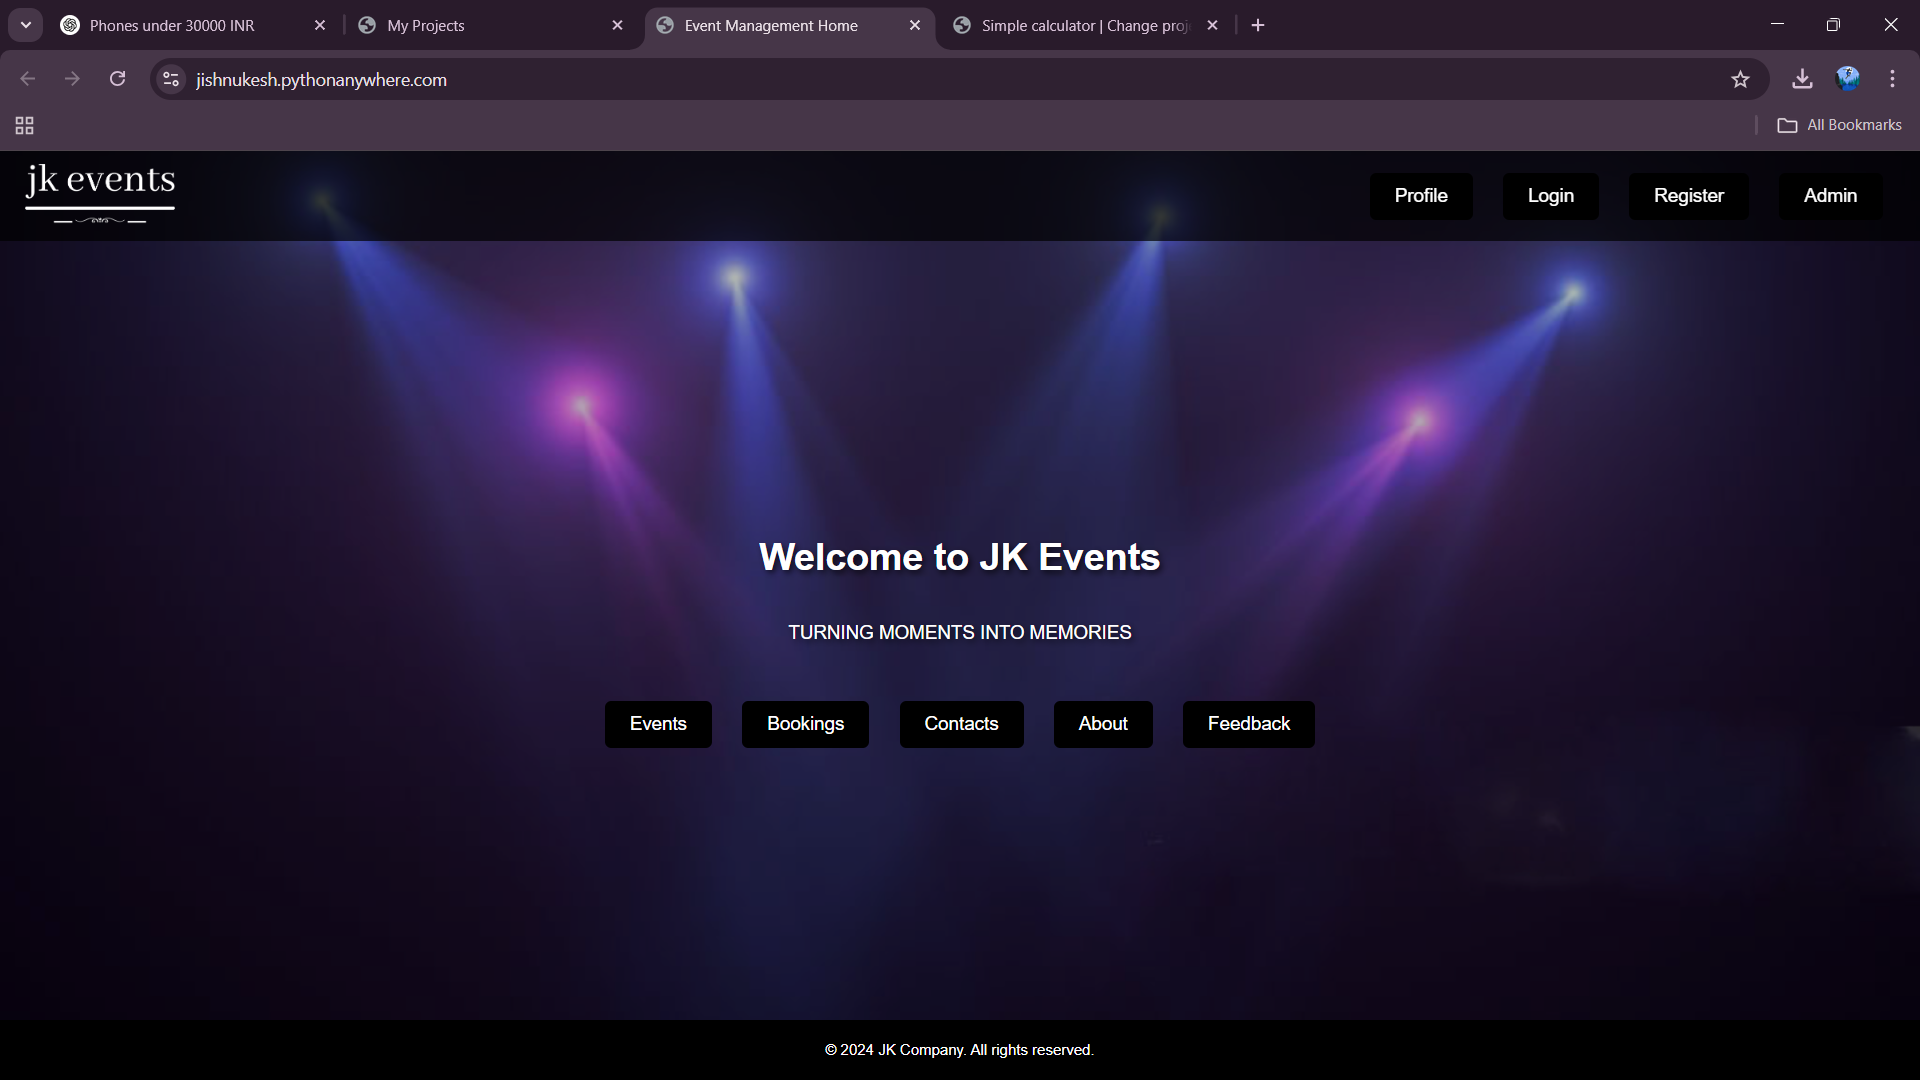 Phones under 30000 INR
My Projects
Event Management Home
Simple calculator | Change proj
jishnukesh.pythonanywhere.com
All Bookmarks
jk events
Profile
Login
Register
Admin
Welcome to JK Events
TURNING MOMENTS INTO MEMORIES
Events
Bookings
Contacts
About
Feedback
© 2024 JK Company. All rights reserved.